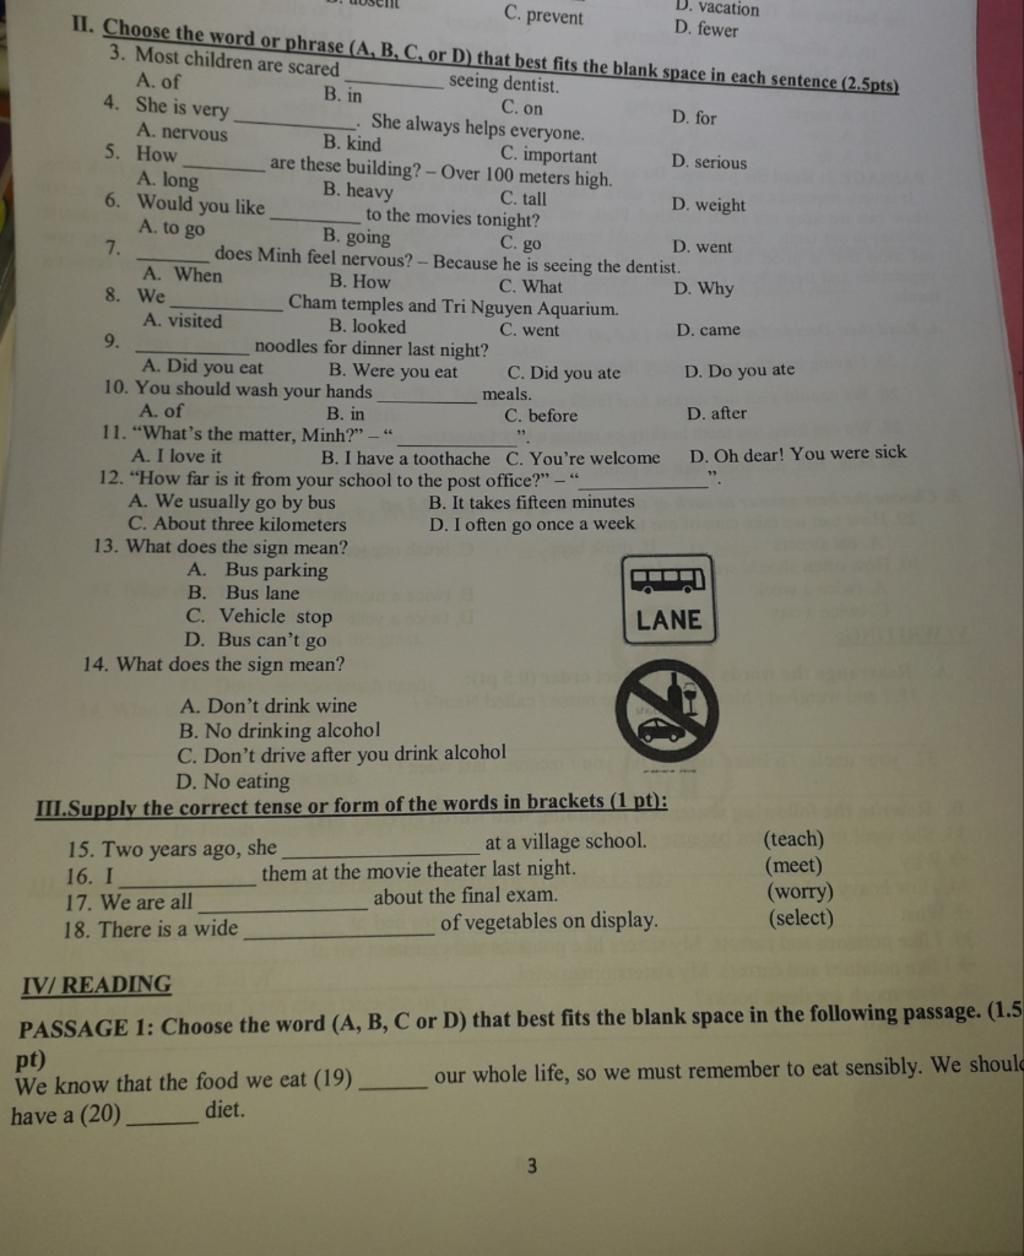 C. prevent D. vacation
D. fewer
II. Choose the word or phrase (A, B, C, or D) that best fits the blank space in each sentence (2.5pts)
3. Most children are scared __________ seeing dentist.
A. of B. in C. on D. for
4. She is very __________. She always helps everyone.
A. nervous B. kind C. important D. serious
5. How __________ are these building? – Over 100 meters high.
A. long B. heavy C. tall D. weight
6. Would you like __________ to the movies tonight?
A. to go B. going C. go D. went
7. ________ does Minh feel nervous? – Because he is seeing the dentist.
A. When B. How C. What D. Why
8. We __________ Cham temples and Tri Nguyen Aquarium.
A. visited B. looked C. went D. came
9. __________ noodles for dinner last night?
A. Did you eat B. Were you eat C. Did you ate D. Do you ate
10. You should wash your hands __________ meals.
A. of B. in C. before D. after
11. “What’s the matter, Minh?” – “____________”.
A. I love it B. I have a toothache C. You’re welcome D. Oh dear! You were sick
12. “How far is it from your school to the post office?” – “____________”.
A. We usually go by bus B. It takes fifteen minutes
C. About three kilometers D. I often go once a week
13. What does the sign mean?
A. Bus parking
B. Bus lane
C. Vehicle stop
D. Bus can’t go
LANE
14. What does the sign mean?
A. Don’t drink wine
B. No drinking alcohol
C. Don’t drive after you drink alcohol
D. No eating
III.Supply the correct tense or form of the words in brackets (1 pt):
15. Two years ago, she ____________ at a village school. (teach)
16. I ____________ them at the movie theater last night. (meet)
17. We are all ____________ about the final exam. (worry)
18. There is a wide ____________ of vegetables on display. (select)
IV/ READING
PASSAGE 1: Choose the word (A, B, C or D) that best fits the blank space in the following passage. (1.5
pt)
We know that the food we eat (19) ______ our whole life, so we must remember to eat sensibly. We should
have a (20) ______ diet.
3